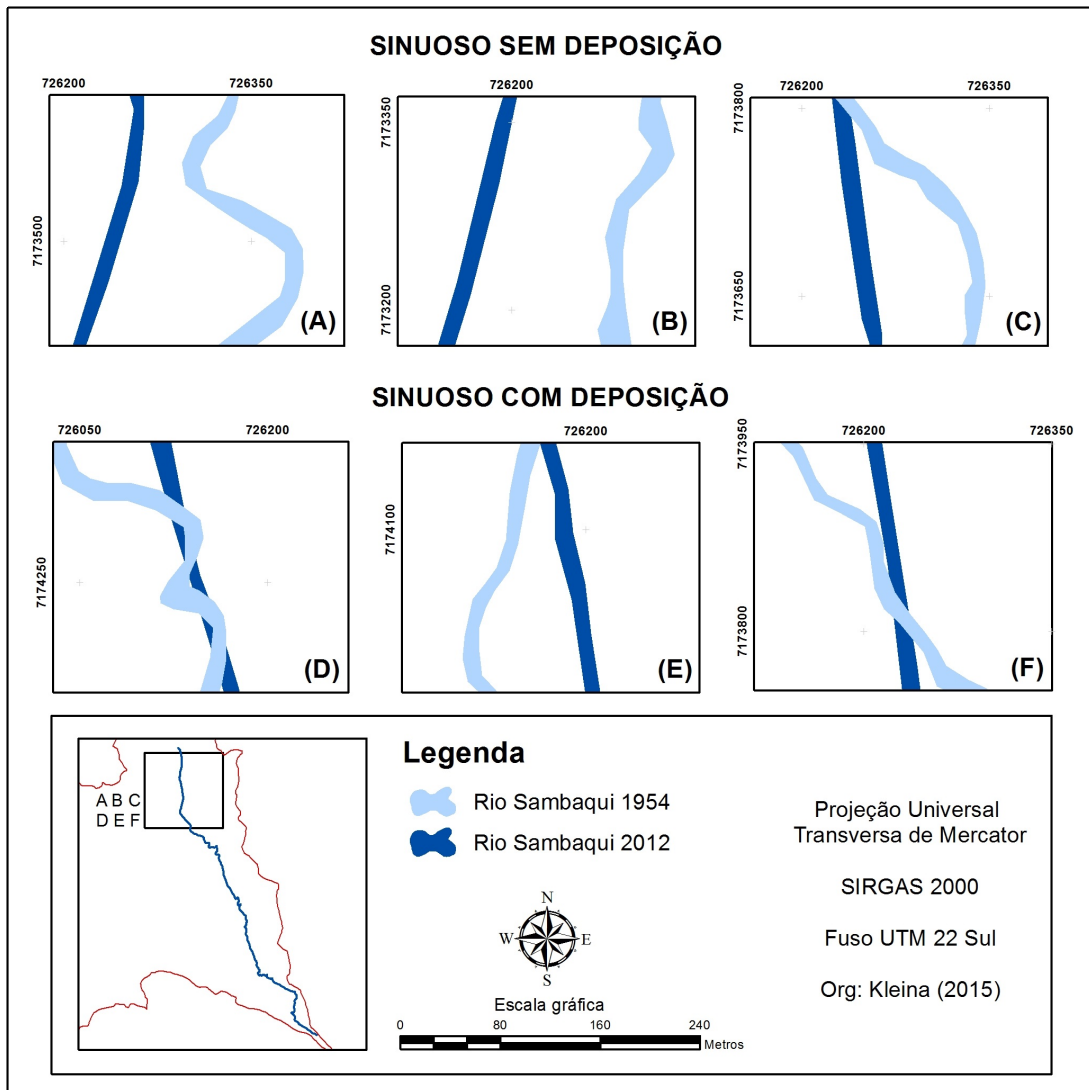 SINUOSO SEM DEPOSIÇÃO
726200 726350
7173500
(A)
726200
7173350
7173200
(B)
726200 726350
7173800
7173650
(C)
SINUOSO COM DEPOSIÇÃO
726050 726200
7174250
(D)
726200
7174100
(E)
726200 726350
7173950
7173800
(F)
A B C
D E F
Legenda
Rio Sambaqui 1954
Rio Sambaqui 2012
N
W E
S
Escala gráfica
0 80 160 240
Metros
Projeção Universal
Transversa de Mercator
SIRGAS 2000
Fuso UTM 22 Sul
Org: Kleina (2015)